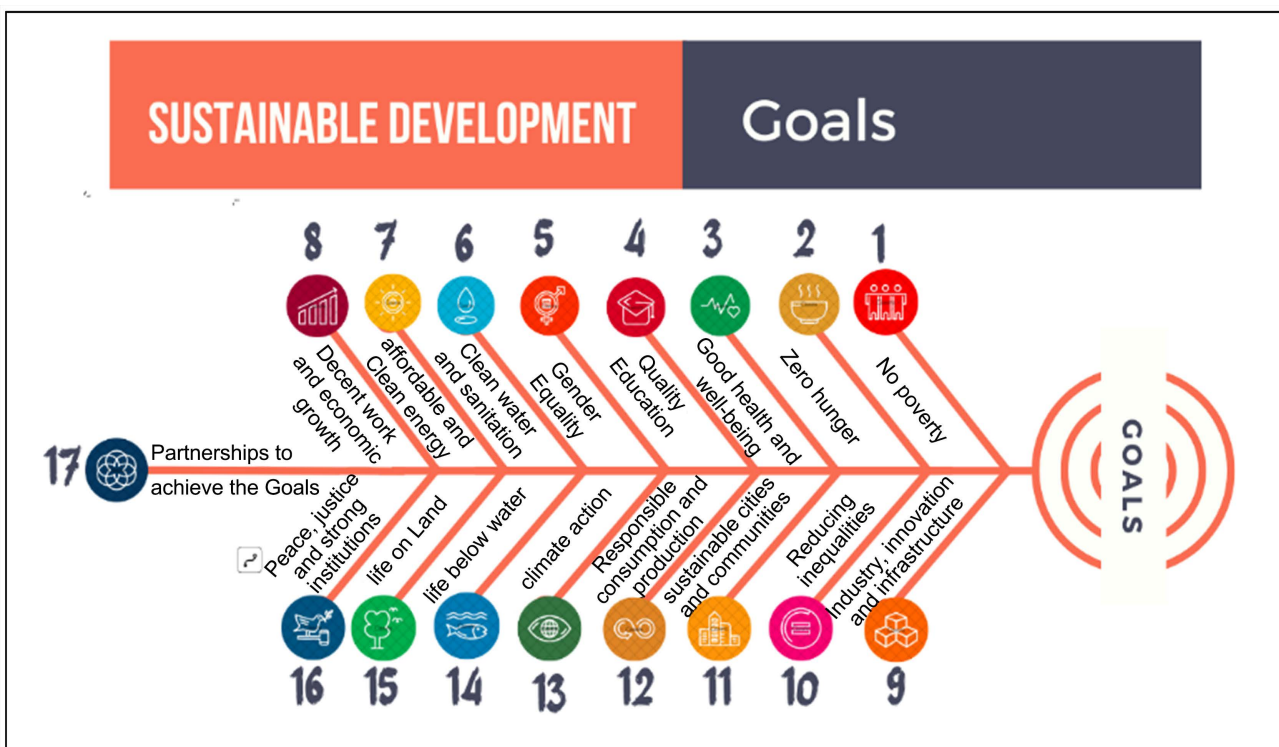 SUSTAINABLE DEVELOPMENT
Goals
8
7
6
5
4
3
2
1
Decent work
and economic
growth
affordable and
Clean energy
Clean water
and sanitation
Gender
Equality
Quality
Education
Good health and
well-being
Zero hunger
No poverty
17
Partnerships to
achieve the Goals
GOALS
Peace, justice
and strong
institutions
life on Land
life below water
climate action
Responsible
consumption and
production
sustainable cities
and communities
Reducing
inequalities
Industry, innovation
and infrastructure
16
15
14
13
12
11
10
9